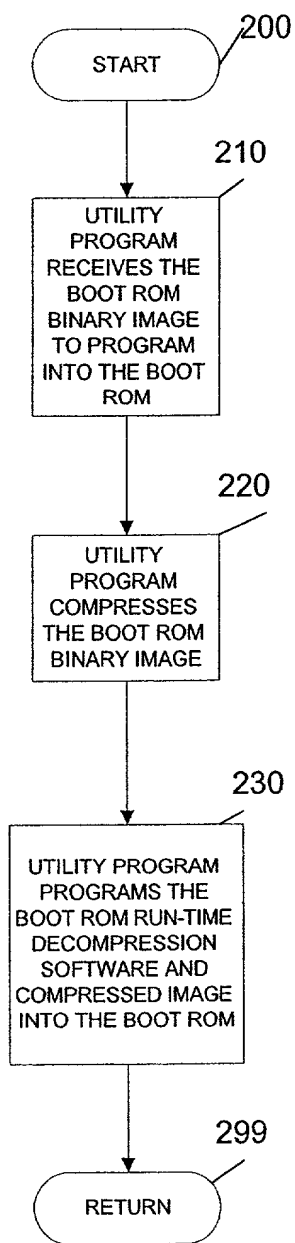 200
START
210
UTILITY
PROGRAM
RECEIVES THE
BOOT ROM
BINARY IMAGE
TO PROGRAM
INTO THE BOOT
ROM
220
UTILITY
PROGRAM
COMPRESSES
THE BOOT ROM
BINARY IMAGE
230
UTILITY PROGRAM
PROGRAMS THE
BOOT ROM RUN-TIME
DECOMPRESSION
SOFTWARE AND
COMPRESSED IMAGE
INTO THE BOOT ROM
299
RETURN